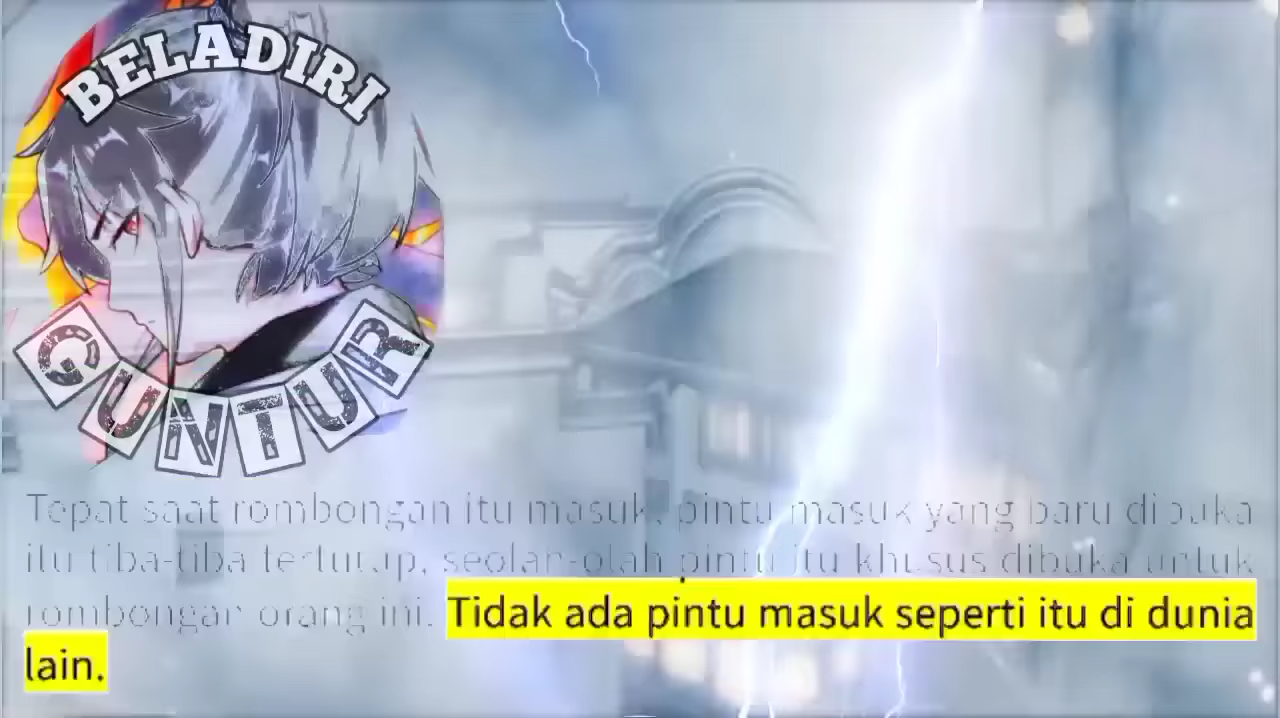 BELADIRI
GUNTUR
Tepat saat rombongan itu masuk, pintu masuk yang baru dibuka
itu tiba-tiba tertutup, seolah-olah pintu itu khusus dibuka untuk
rombongan orang ini. Tidak ada pintu masuk seperti itu di dunia
lain.